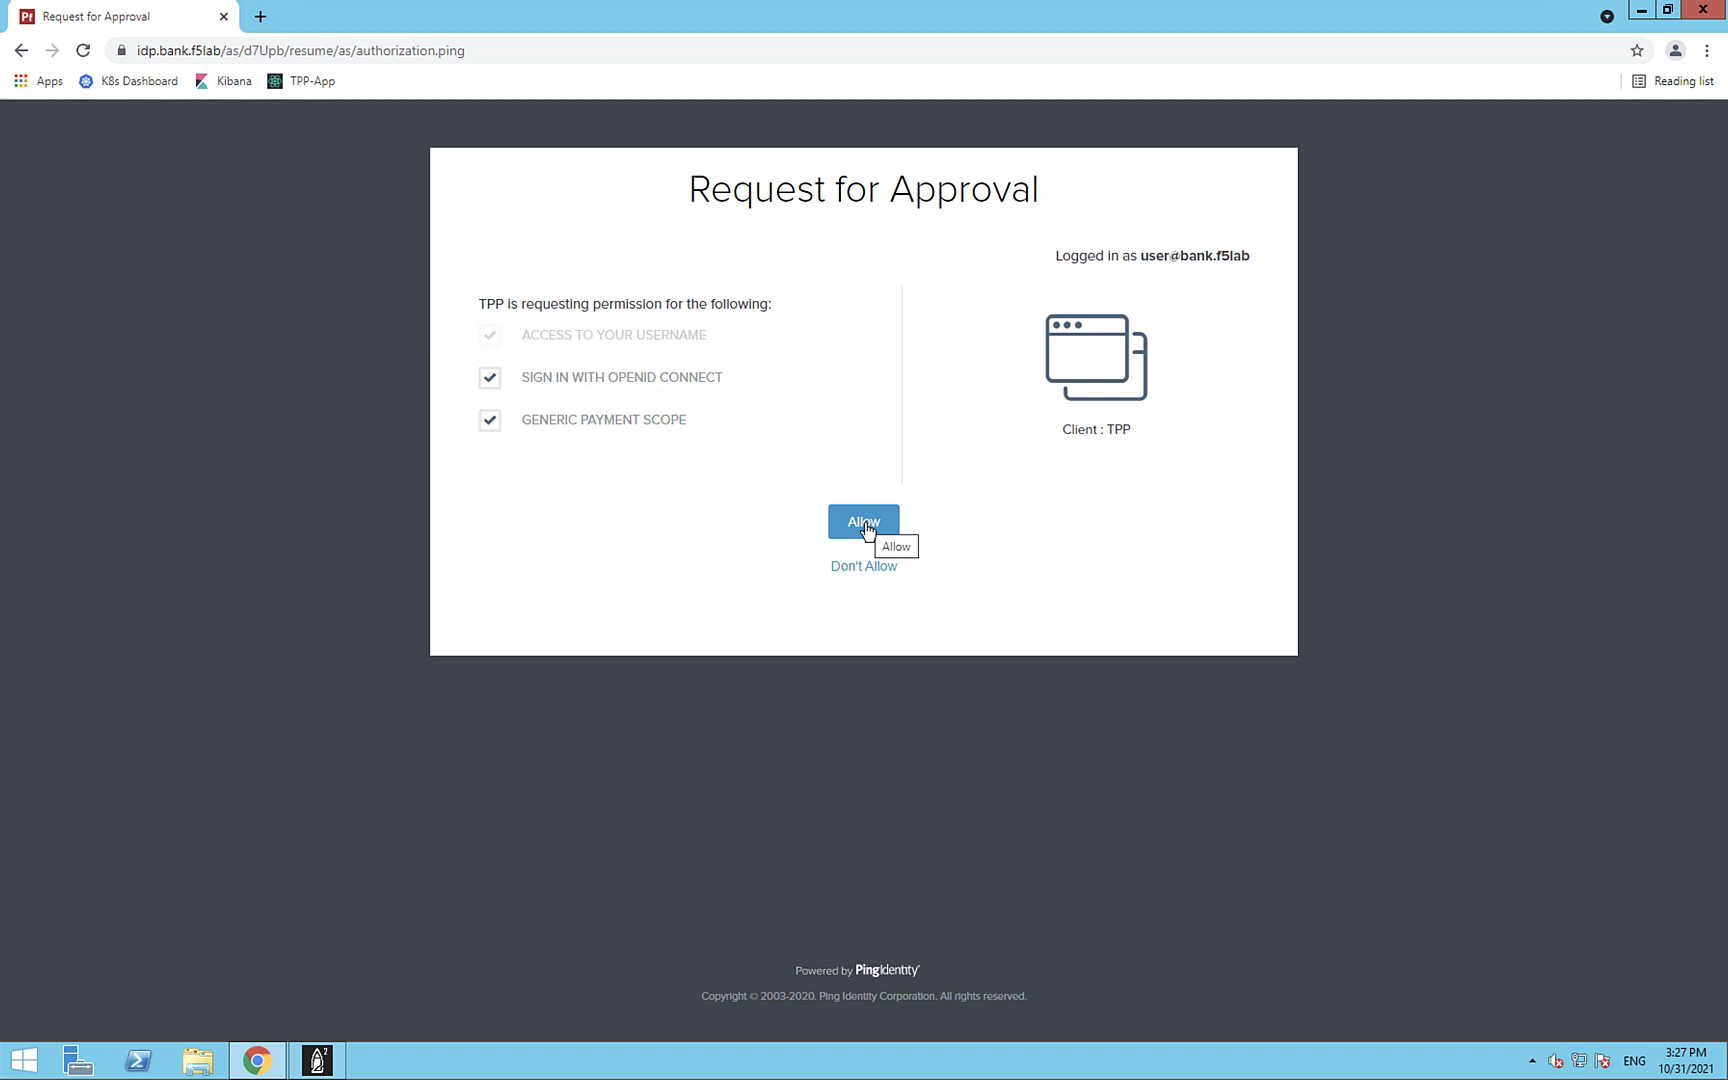 Pf Request for Approval
idp.bank.f5lab/as/d7Upb/resume/as/authorization.ping
Apps K8s Dashboard Kibana TPP-App Reading list
Request for Approval
Logged in as user@bank.f5lab
TPP is requesting permission for the following:
ACCESS TO YOUR USERNAME
SIGN IN WITH OPENID CONNECT
GENERIC PAYMENT SCOPE
Client : TPP
Allow
Allow
Don't Allow
Powered by PingIdentity
Copyright © 2003-2020. Ping Identity Corporation. All rights reserved.
ENG
3:27 PM
10/31/2021